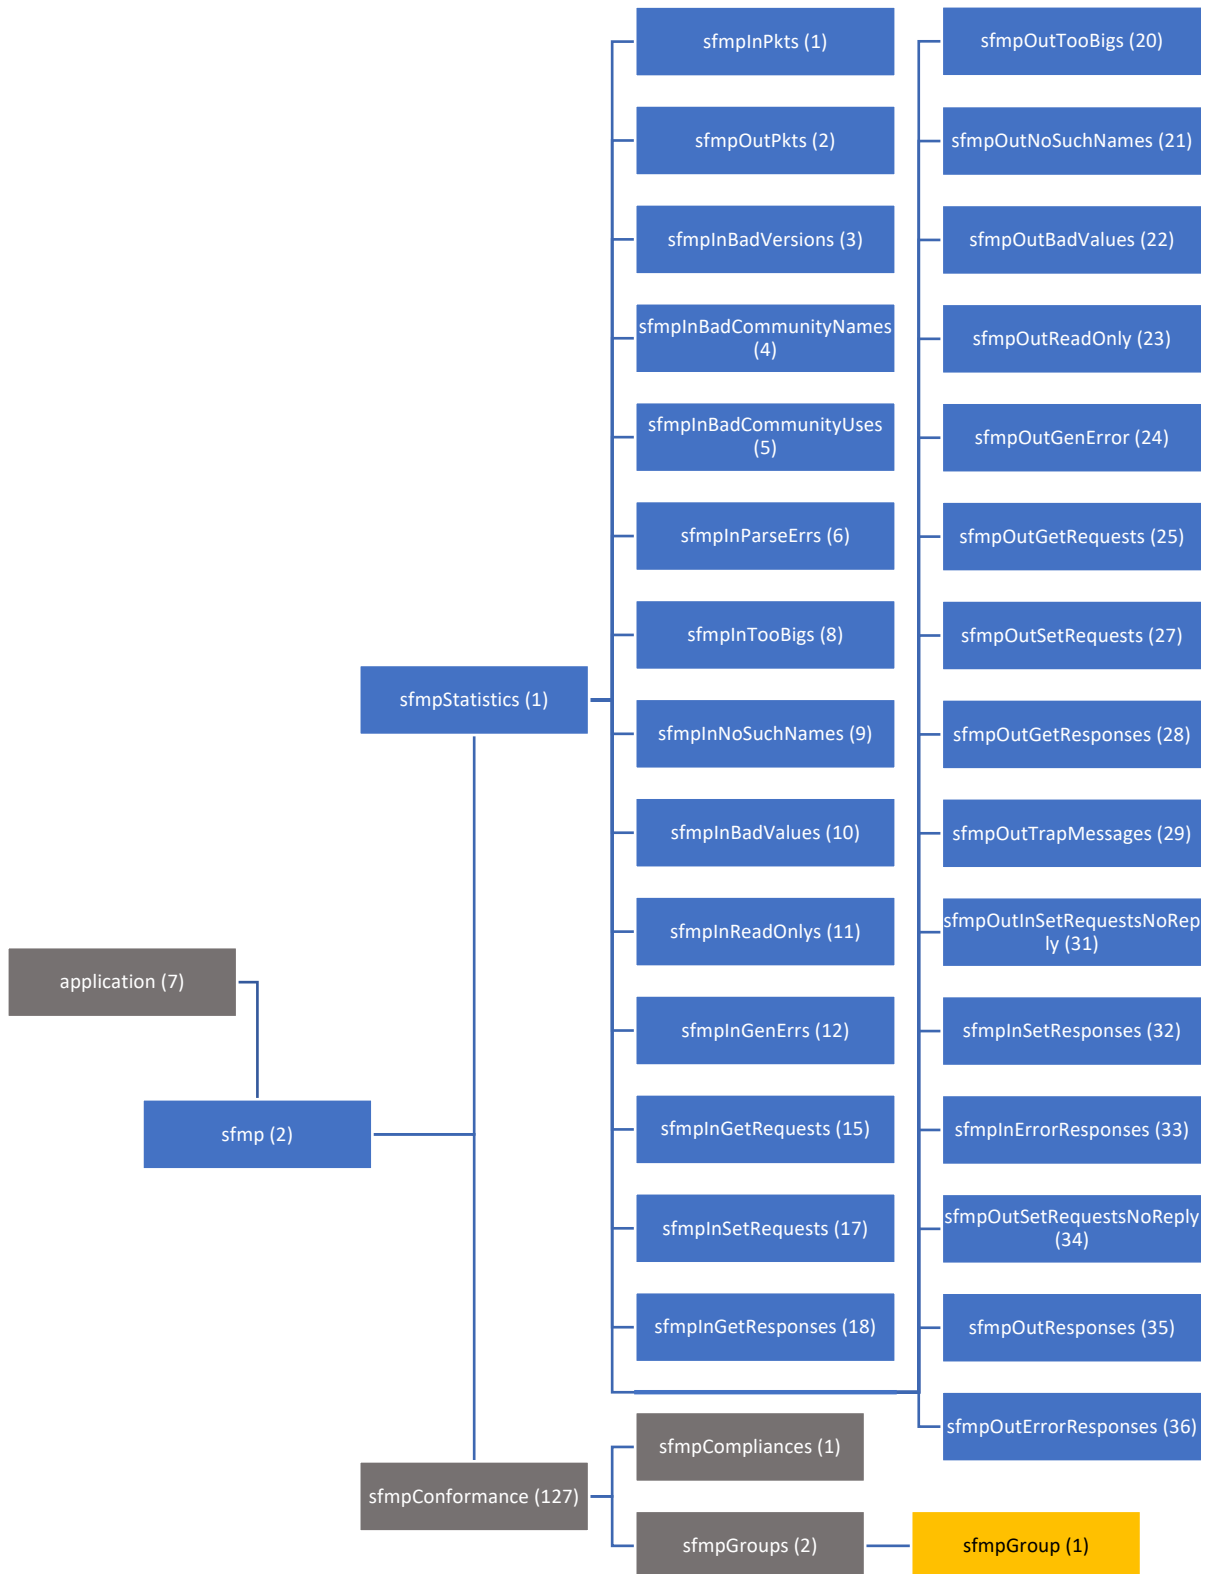 sfmpInPkts (1)
sfmpOutPkts (2)
sfmpInBadVersions (3)
sfmpInBadCommunityNames
(4)
sfmpInBadCommunityUses
(5)
sfmpInParseErrs (6)
sfmpInTooBigs (8)
sfmpStatistics (1)
sfmpInNoSuchNames (9)
sfmpInBadValues (10)
sfmpInReadOnlys (11)
application (7)
sfmpInGenErrs (12)
sfmp (2)
sfmpInGetRequests (15)
sfmpInSetRequests (17)
sfmpInGetResponses (18)
sfmpOutTooBigs (20)
sfmpOutNoSuchNames (21)
sfmpOutBadValues (22)
sfmpOutReadOnly (23)
sfmpOutGenError (24)
sfmpOutGetRequests (25)
sfmpOutSetRequests (27)
sfmpOutGetResponses (28)
sfmpOutTrapMessages (29)
sfmpOutInSetRequestsNoRep
ly (31)
sfmpInSetResponses (32)
sfmpInErrorResponses (33)
sfmpOutSetRequestsNoReply
(34)
sfmpOutResponses (35)
sfmpOutErrorResponses (36)
sfmpConformance (127)
sfmpCompliances (1)
sfmpGroups (2)
sfmpGroup (1)